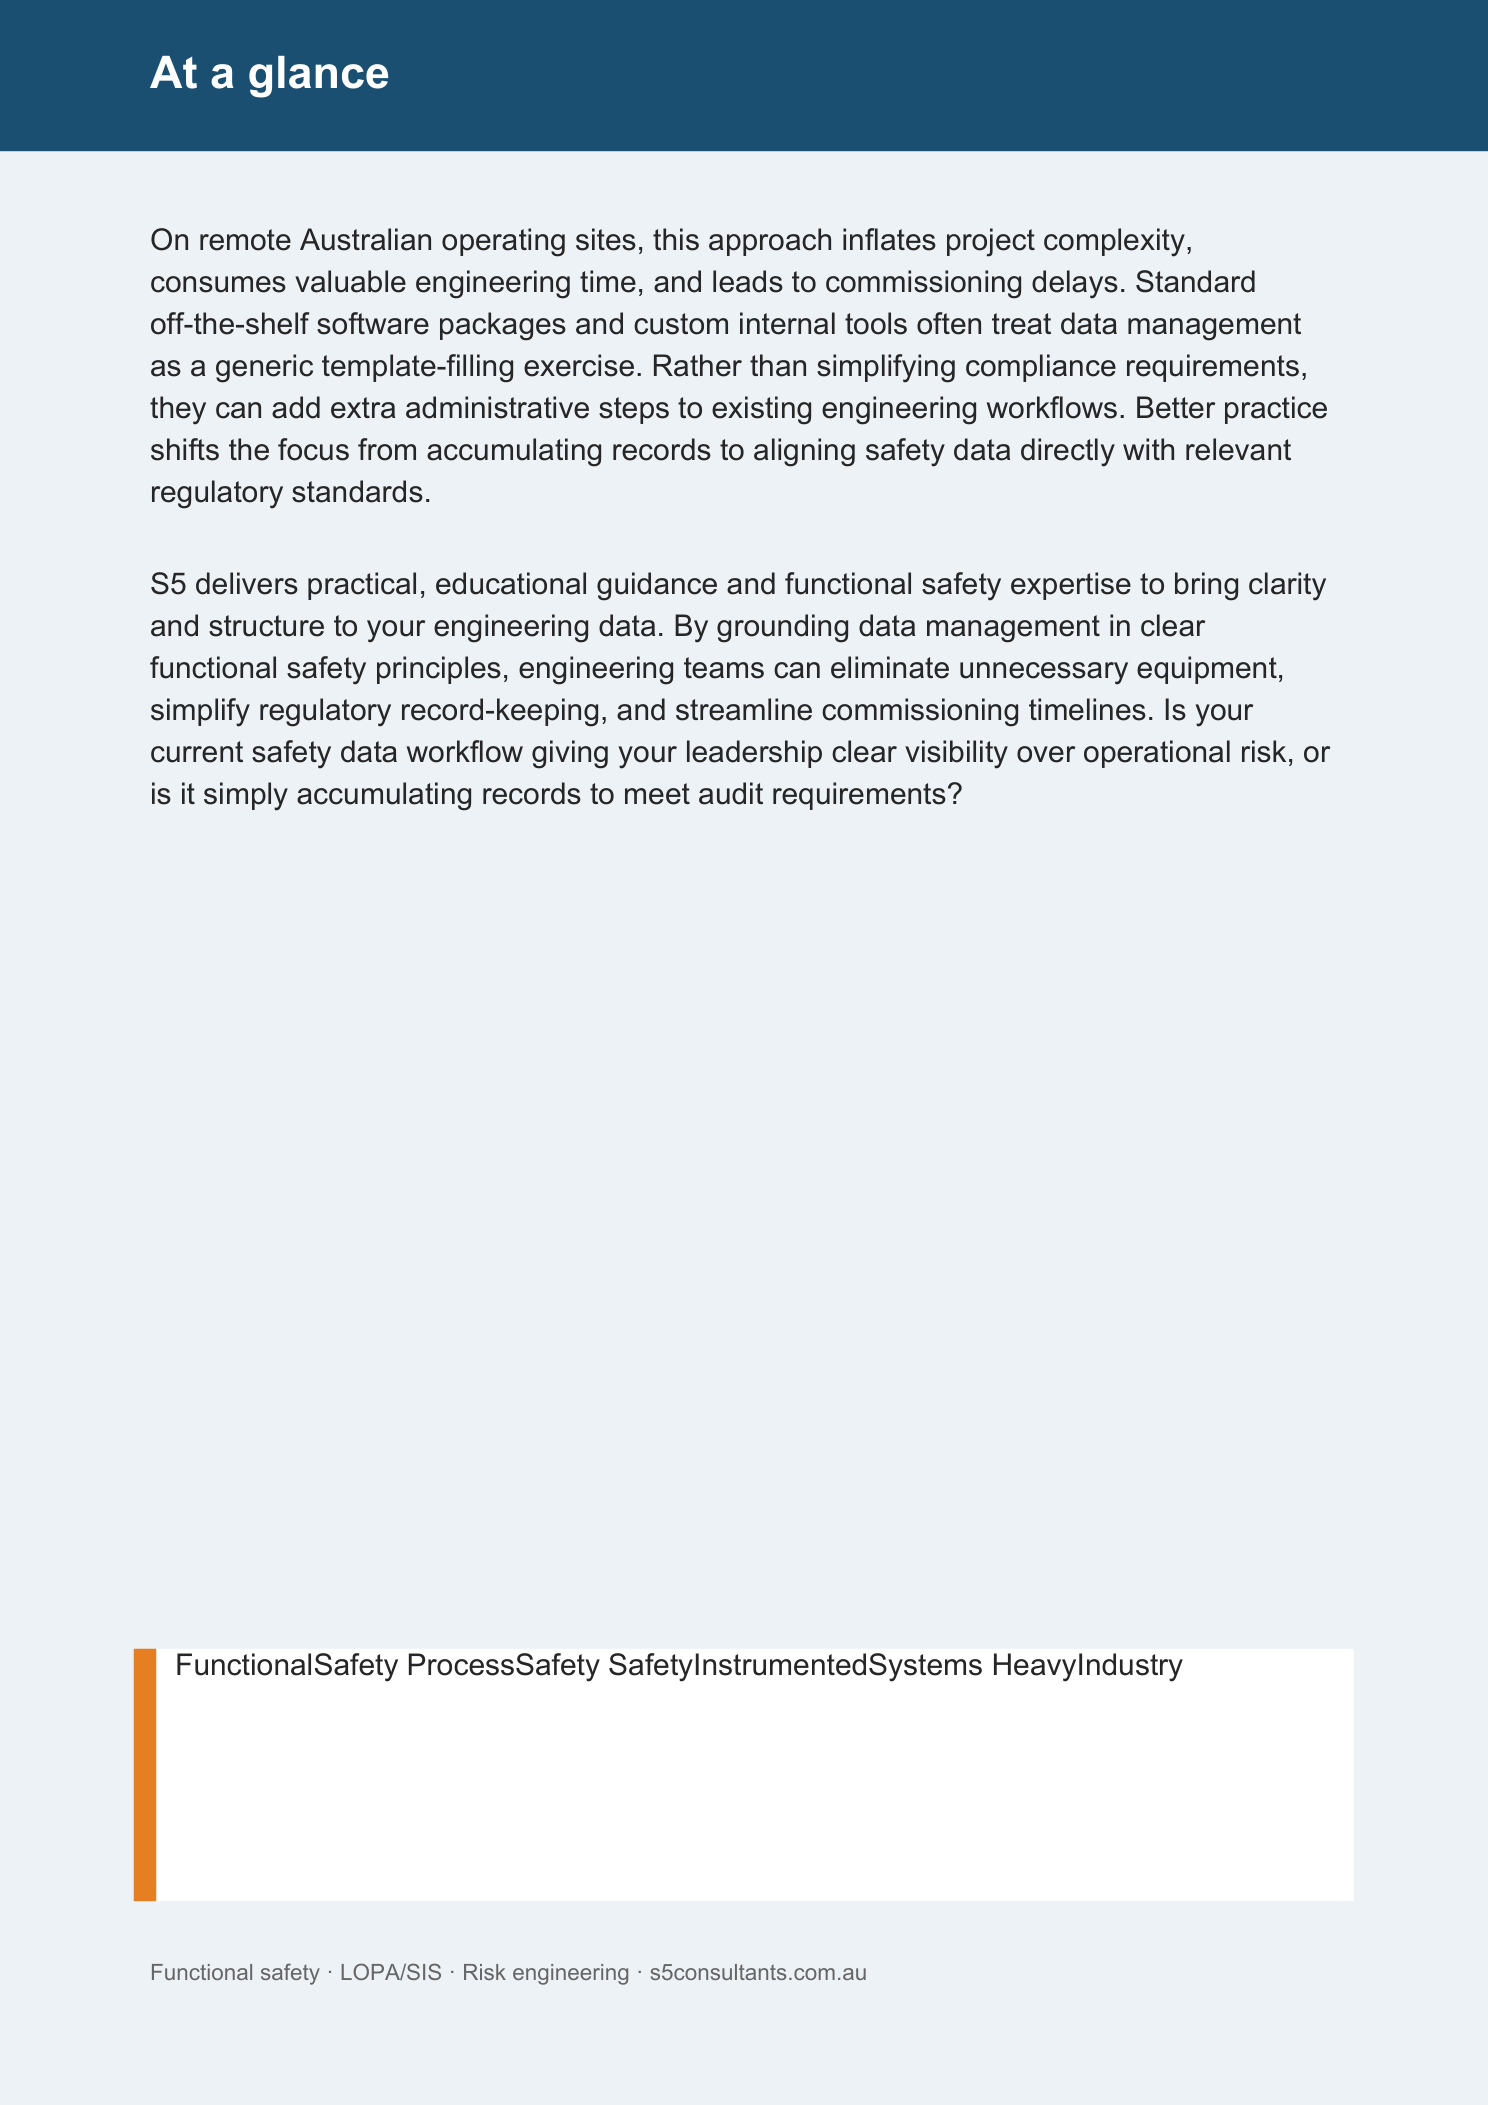 At a glance
On remote Australian operating sites, this approach inflates project complexity,
consumes valuable engineering time, and leads to commissioning delays. Standard
off-the-shelf software packages and custom internal tools often treat data management
as a generic template-filling exercise. Rather than simplifying compliance requirements,
they can add extra administrative steps to existing engineering workflows. Better practice
shifts the focus from accumulating records to aligning safety data directly with relevant
regulatory standards.
S5 delivers practical, educational guidance and functional safety expertise to bring clarity
and structure to your engineering data. By grounding data management in clear
functional safety principles, engineering teams can eliminate unnecessary equipment,
simplify regulatory record-keeping, and streamline commissioning timelines. Is your
current safety data workflow giving your leadership clear visibility over operational risk, or
is it simply accumulating records to meet audit requirements?
FunctionalSafety ProcessSafety SafetyInstrumentedSystems HeavyIndustry
Functional safety · LOPA/SIS · Risk engineering · s5consultants.com.au